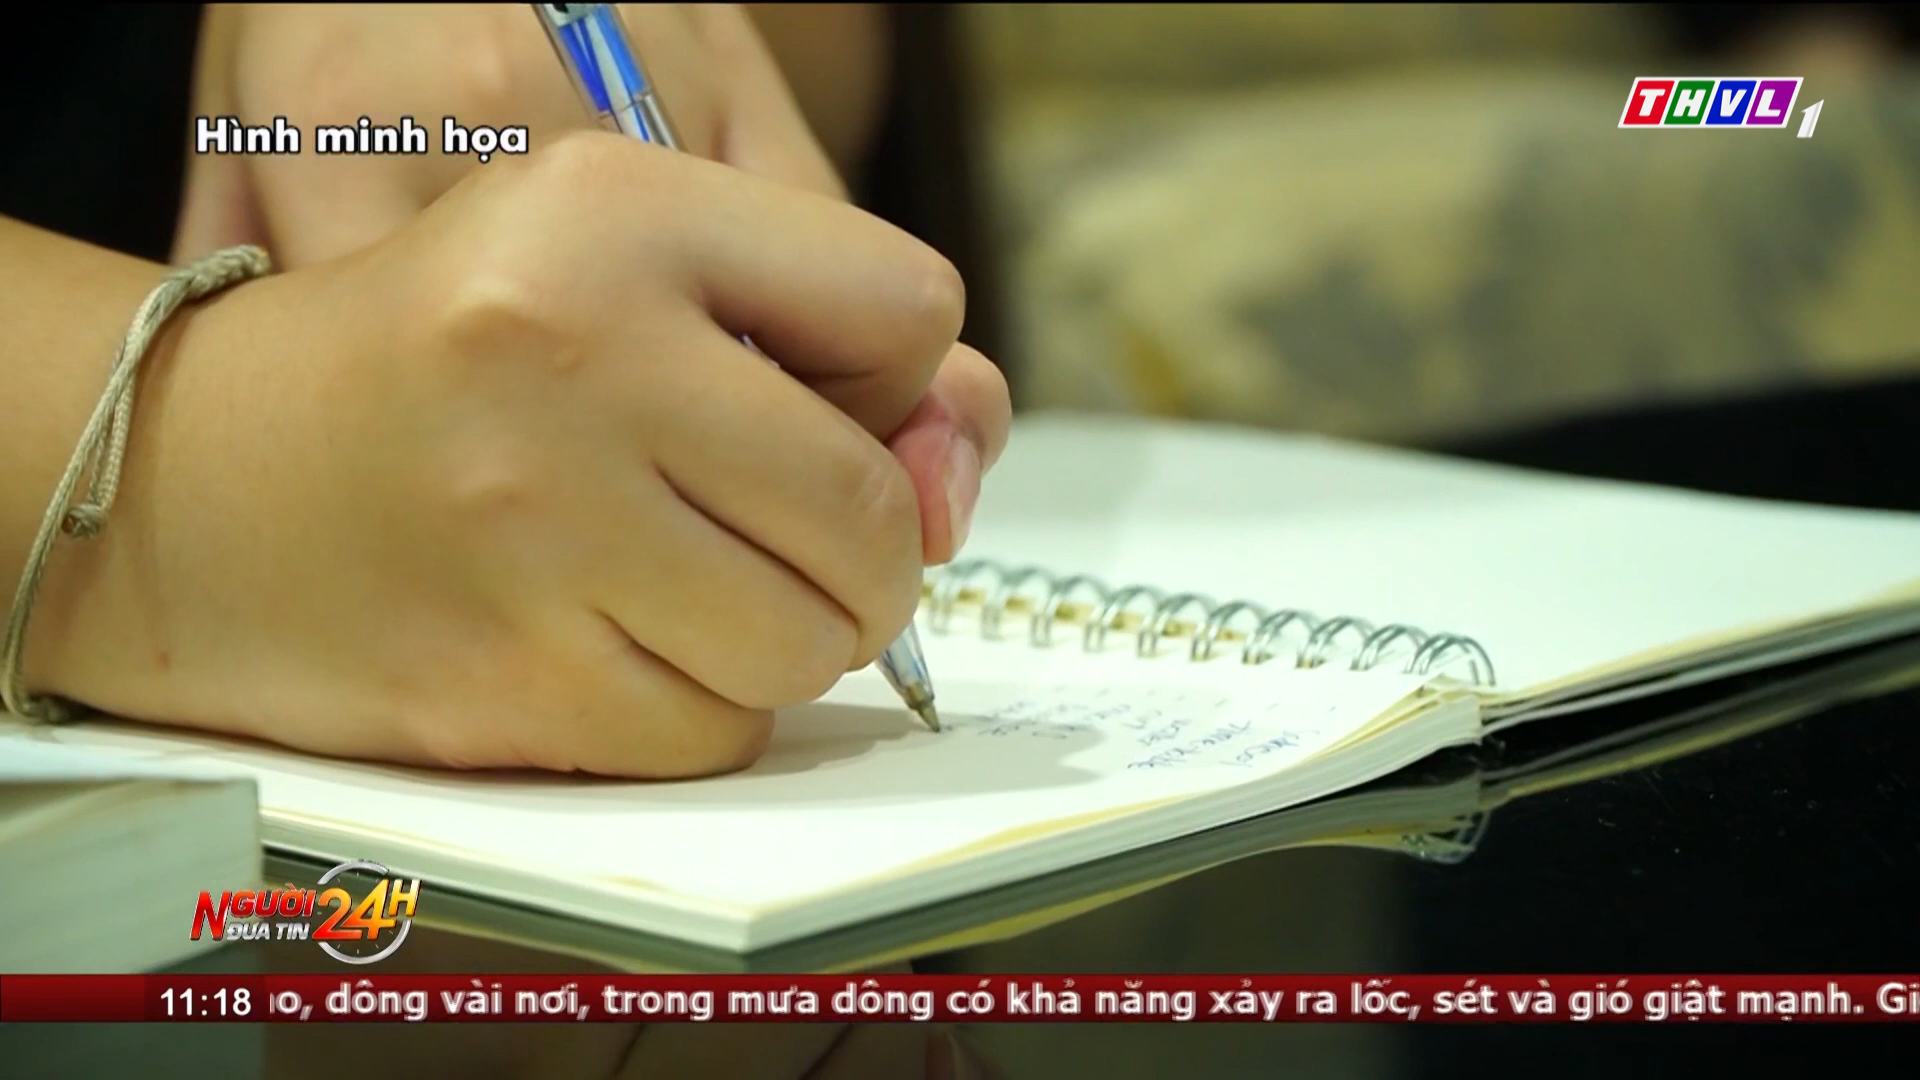 Hình minh họa
THVL1
NGƯỜI
ĐƯA TIN
24H
11:18
dông vài nơi, trong mưa dông có khả năng xảy ra lốc, sét và gió giật mạnh.